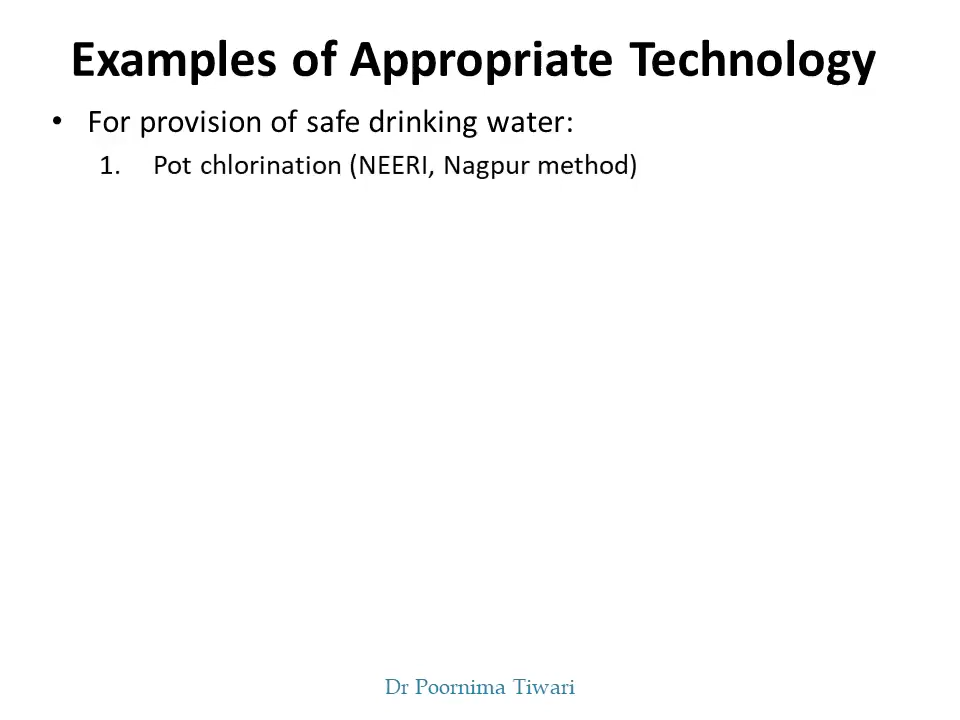 Examples of Appropriate Technology
• For provision of safe drinking water:
1. Pot chlorination (NEERI, Nagpur method)
Dr Poornima Tiwari